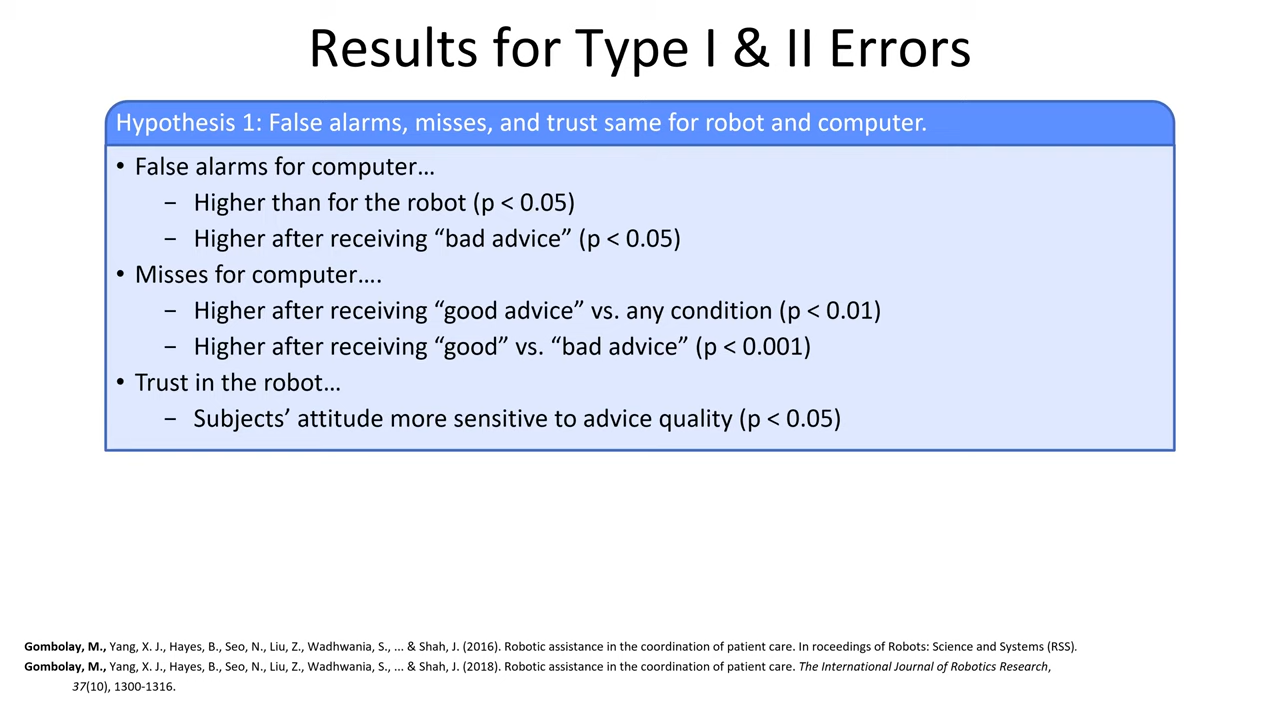 Results for Type I & II Errors
Hypothesis 1: False alarms, misses, and trust same for robot and computer.
• False alarms for computer…
− Higher than for the robot (p < 0.05)
− Higher after receiving “bad advice” (p < 0.05)
• Misses for computer….
− Higher after receiving “good advice” vs. any condition (p < 0.01)
− Higher after receiving “good” vs. “bad advice” (p < 0.001)
• Trust in the robot…
− Subjects’ attitude more sensitive to advice quality (p < 0.05)
Gombolay, M., Yang, X. J., Hayes, B., Seo, N., Liu, Z., Wadhwania, S., ... & Shah, J. (2016). Robotic assistance in the coordination of patient care. In roceedings of Robots: Science and Systems (RSS).
Gombolay, M., Yang, X. J., Hayes, B., Seo, N., Liu, Z., Wadhwania, S., ... & Shah, J. (2018). Robotic assistance in the coordination of patient care. The International Journal of Robotics Research,
37(10), 1300-1316.